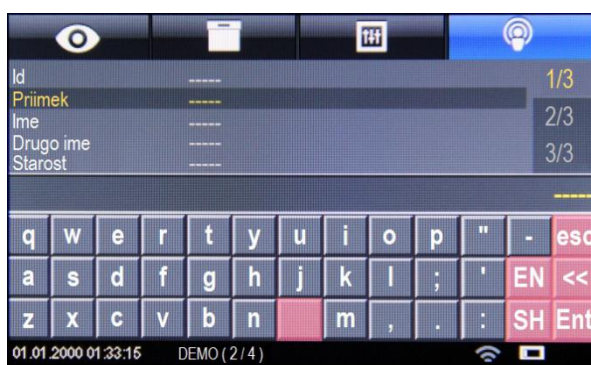 Id -----
1/3
Priimek -----
Ime -----
2/3
Drugo ime -----
Starost -----
3/3
-----
q w e r t y u i o p " - esc
a s d f g h j k l ; ' EN <<
z x c v b n m , . : SH Ent
01.01.2000 01:33:15 DEMO ( 2 / 4 )